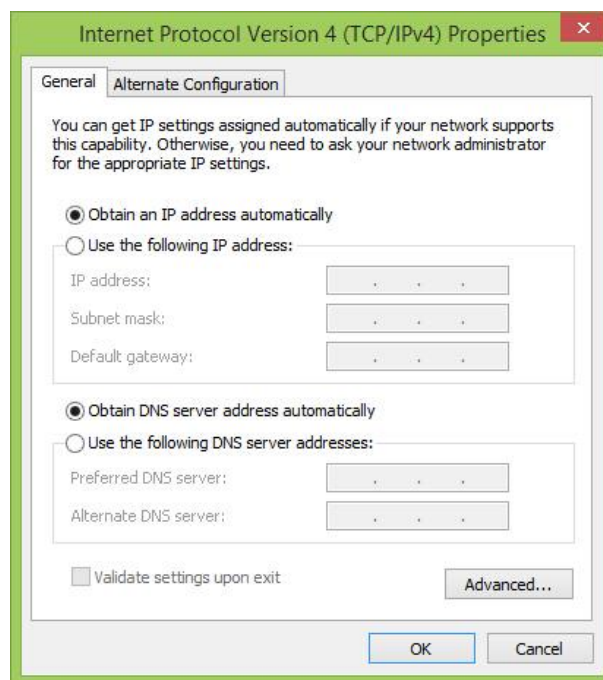 Internet Protocol Version 4 (TCP/IPv4) Properties
General
Alternate Configuration
You can get IP settings assigned automatically if your network supports
this capability. Otherwise, you need to ask your network administrator
for the appropriate IP settings.
Obtain an IP address automatically
Use the following IP address:
IP address:
Subnet mask:
Default gateway:
Obtain DNS server address automatically
Use the following DNS server addresses:
Preferred DNS server:
Alternate DNS server:
Validate settings upon exit
Advanced...
OK
Cancel